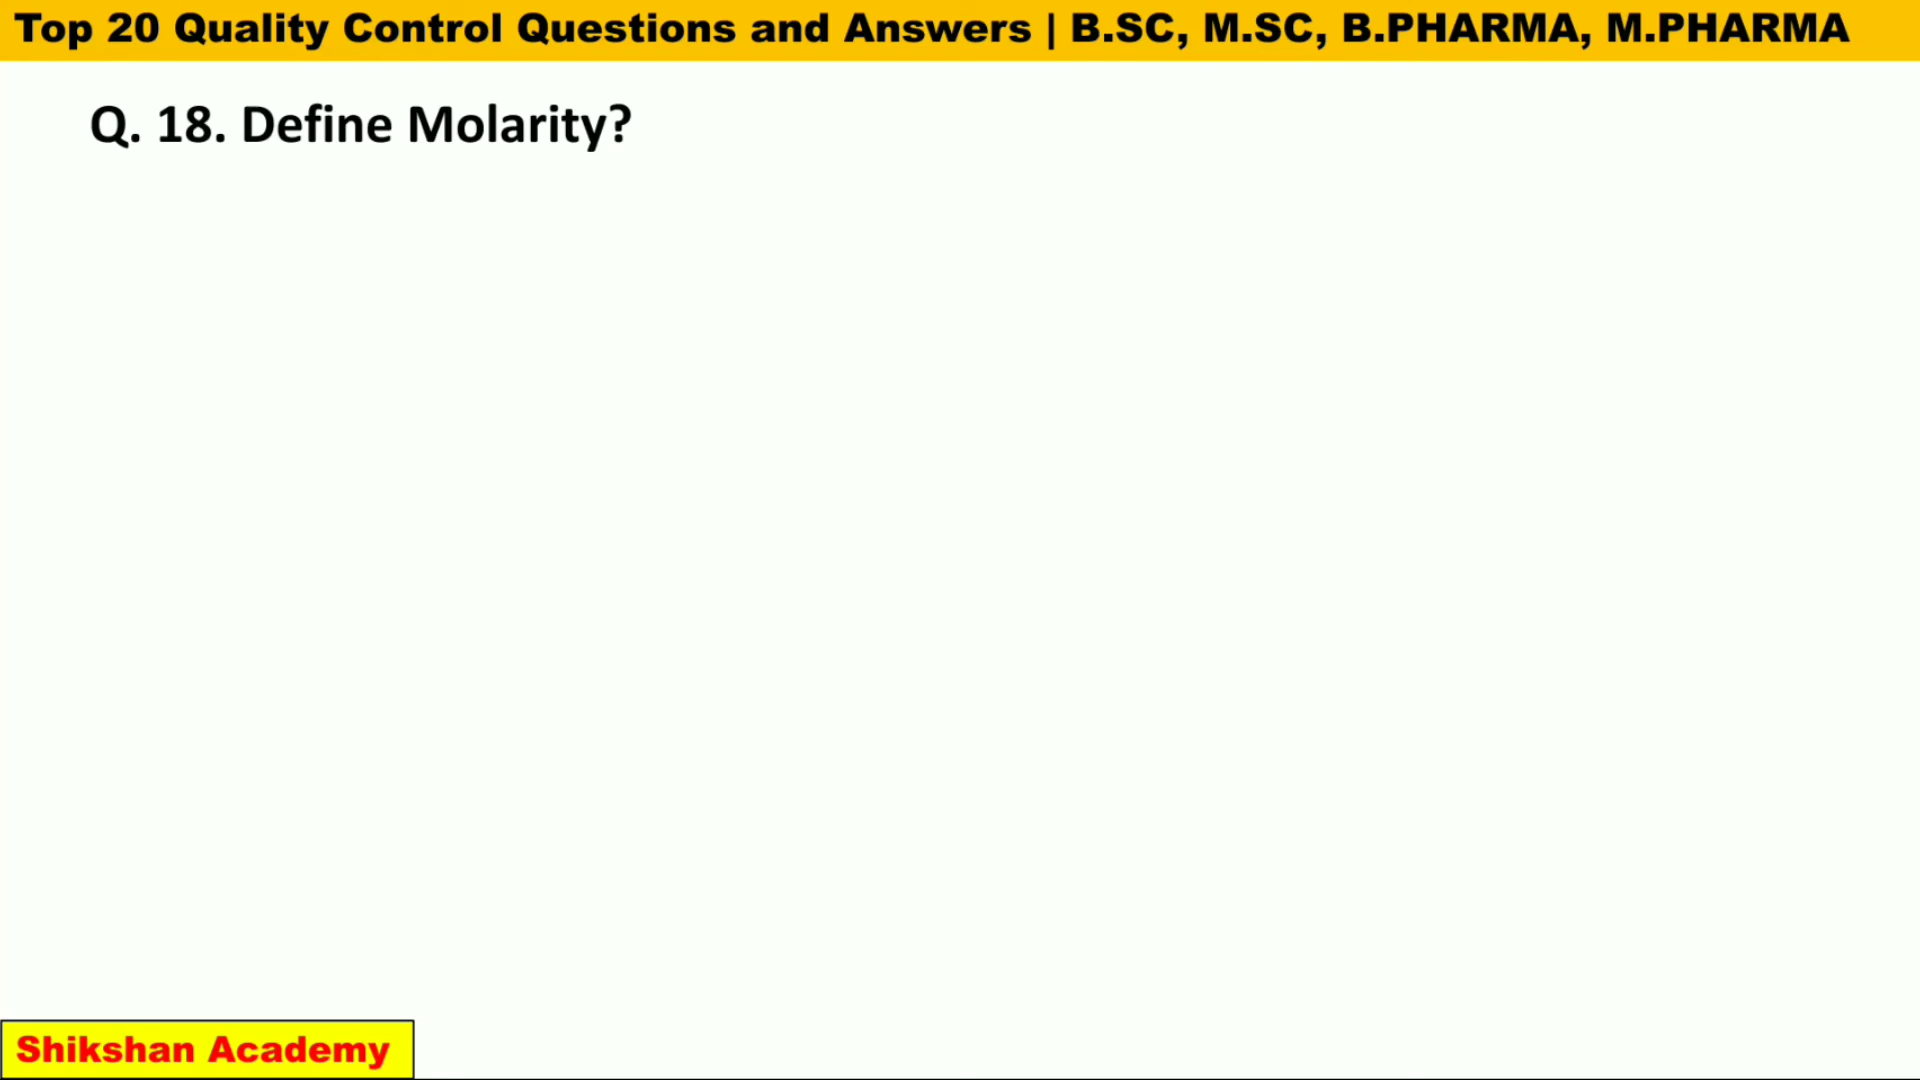 Top 20 Quality Control Questions and Answers | B.SC, M.SC, B.PHARMA, M.PHARMA
Q. 18. Define Molarity?
Shikshan Academy